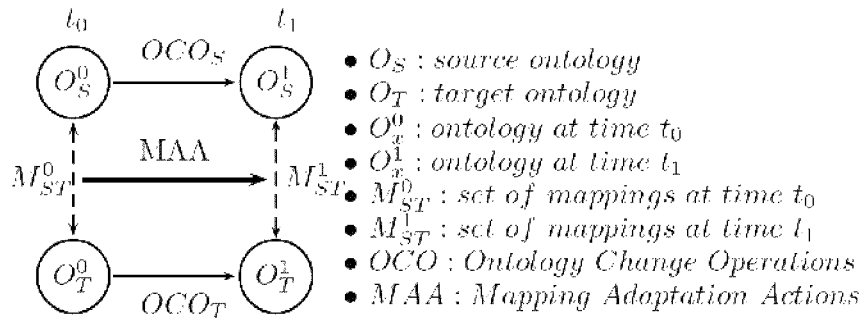 t₀ t₁
OCO_S
O_S^0 O_S^1
MAA
M_ST^0 M_ST^1
O_T^0 O_T^1
OCO_T
• O_S : source ontology
• O_T : target ontology
• O_x^0 : ontology at time t₀
• O_x^1 : ontology at time t₁
• M_ST^0 : set of mappings at time t₀
• M_ST^1 : set of mappings at time t₁
• OCO : Ontology Change Operations
• MAA : Mapping Adaptation Actions